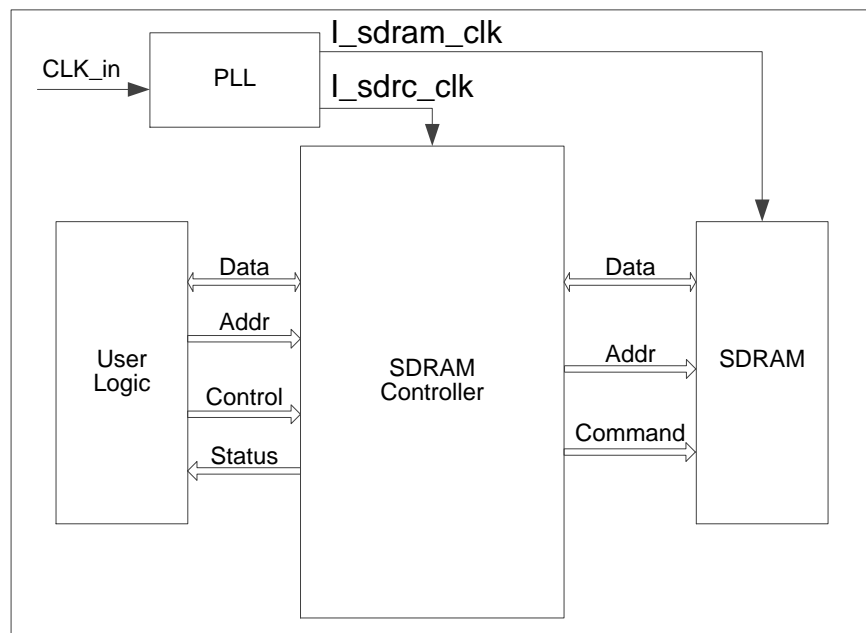 I_sdram_clk
CLK_in
PLL
I_sdrc_clk
Data
Addr
Control
Status
User
Logic
SDRAM
Controller
Data
Addr
Command
SDRAM